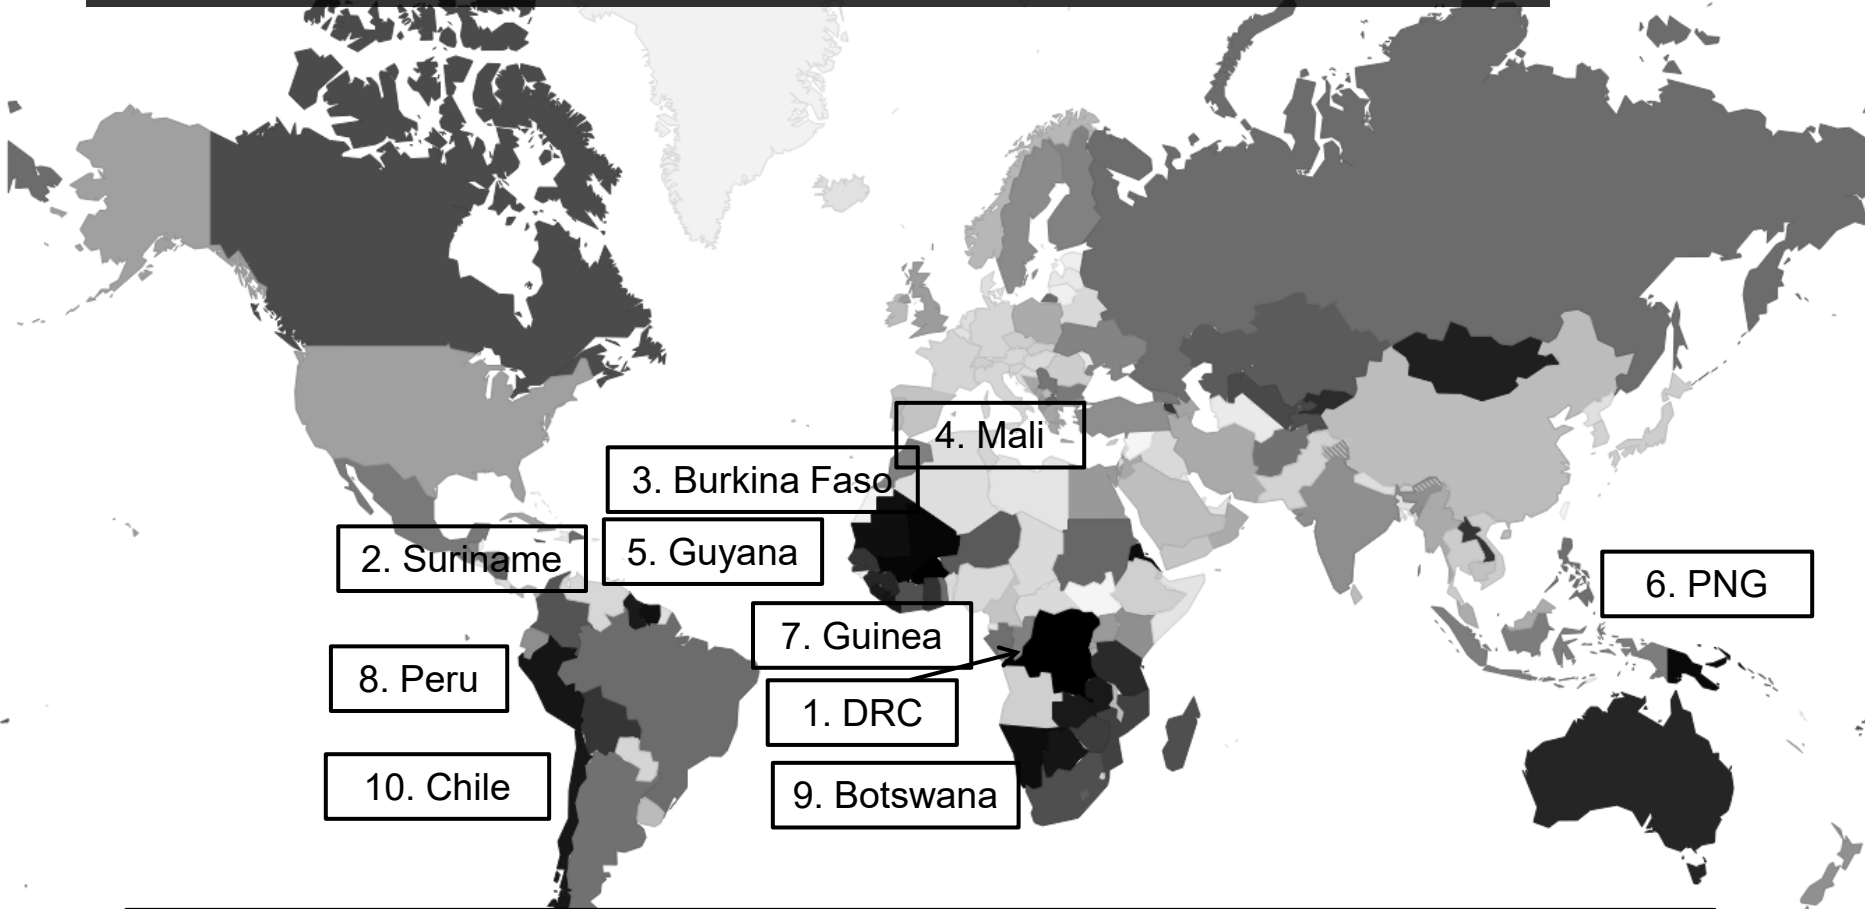 4. Mali
3. Burkina Faso
2. Suriname
5. Guyana
6. PNG
7. Guinea
8. Peru
1. DRC
10. Chile
9. Botswana